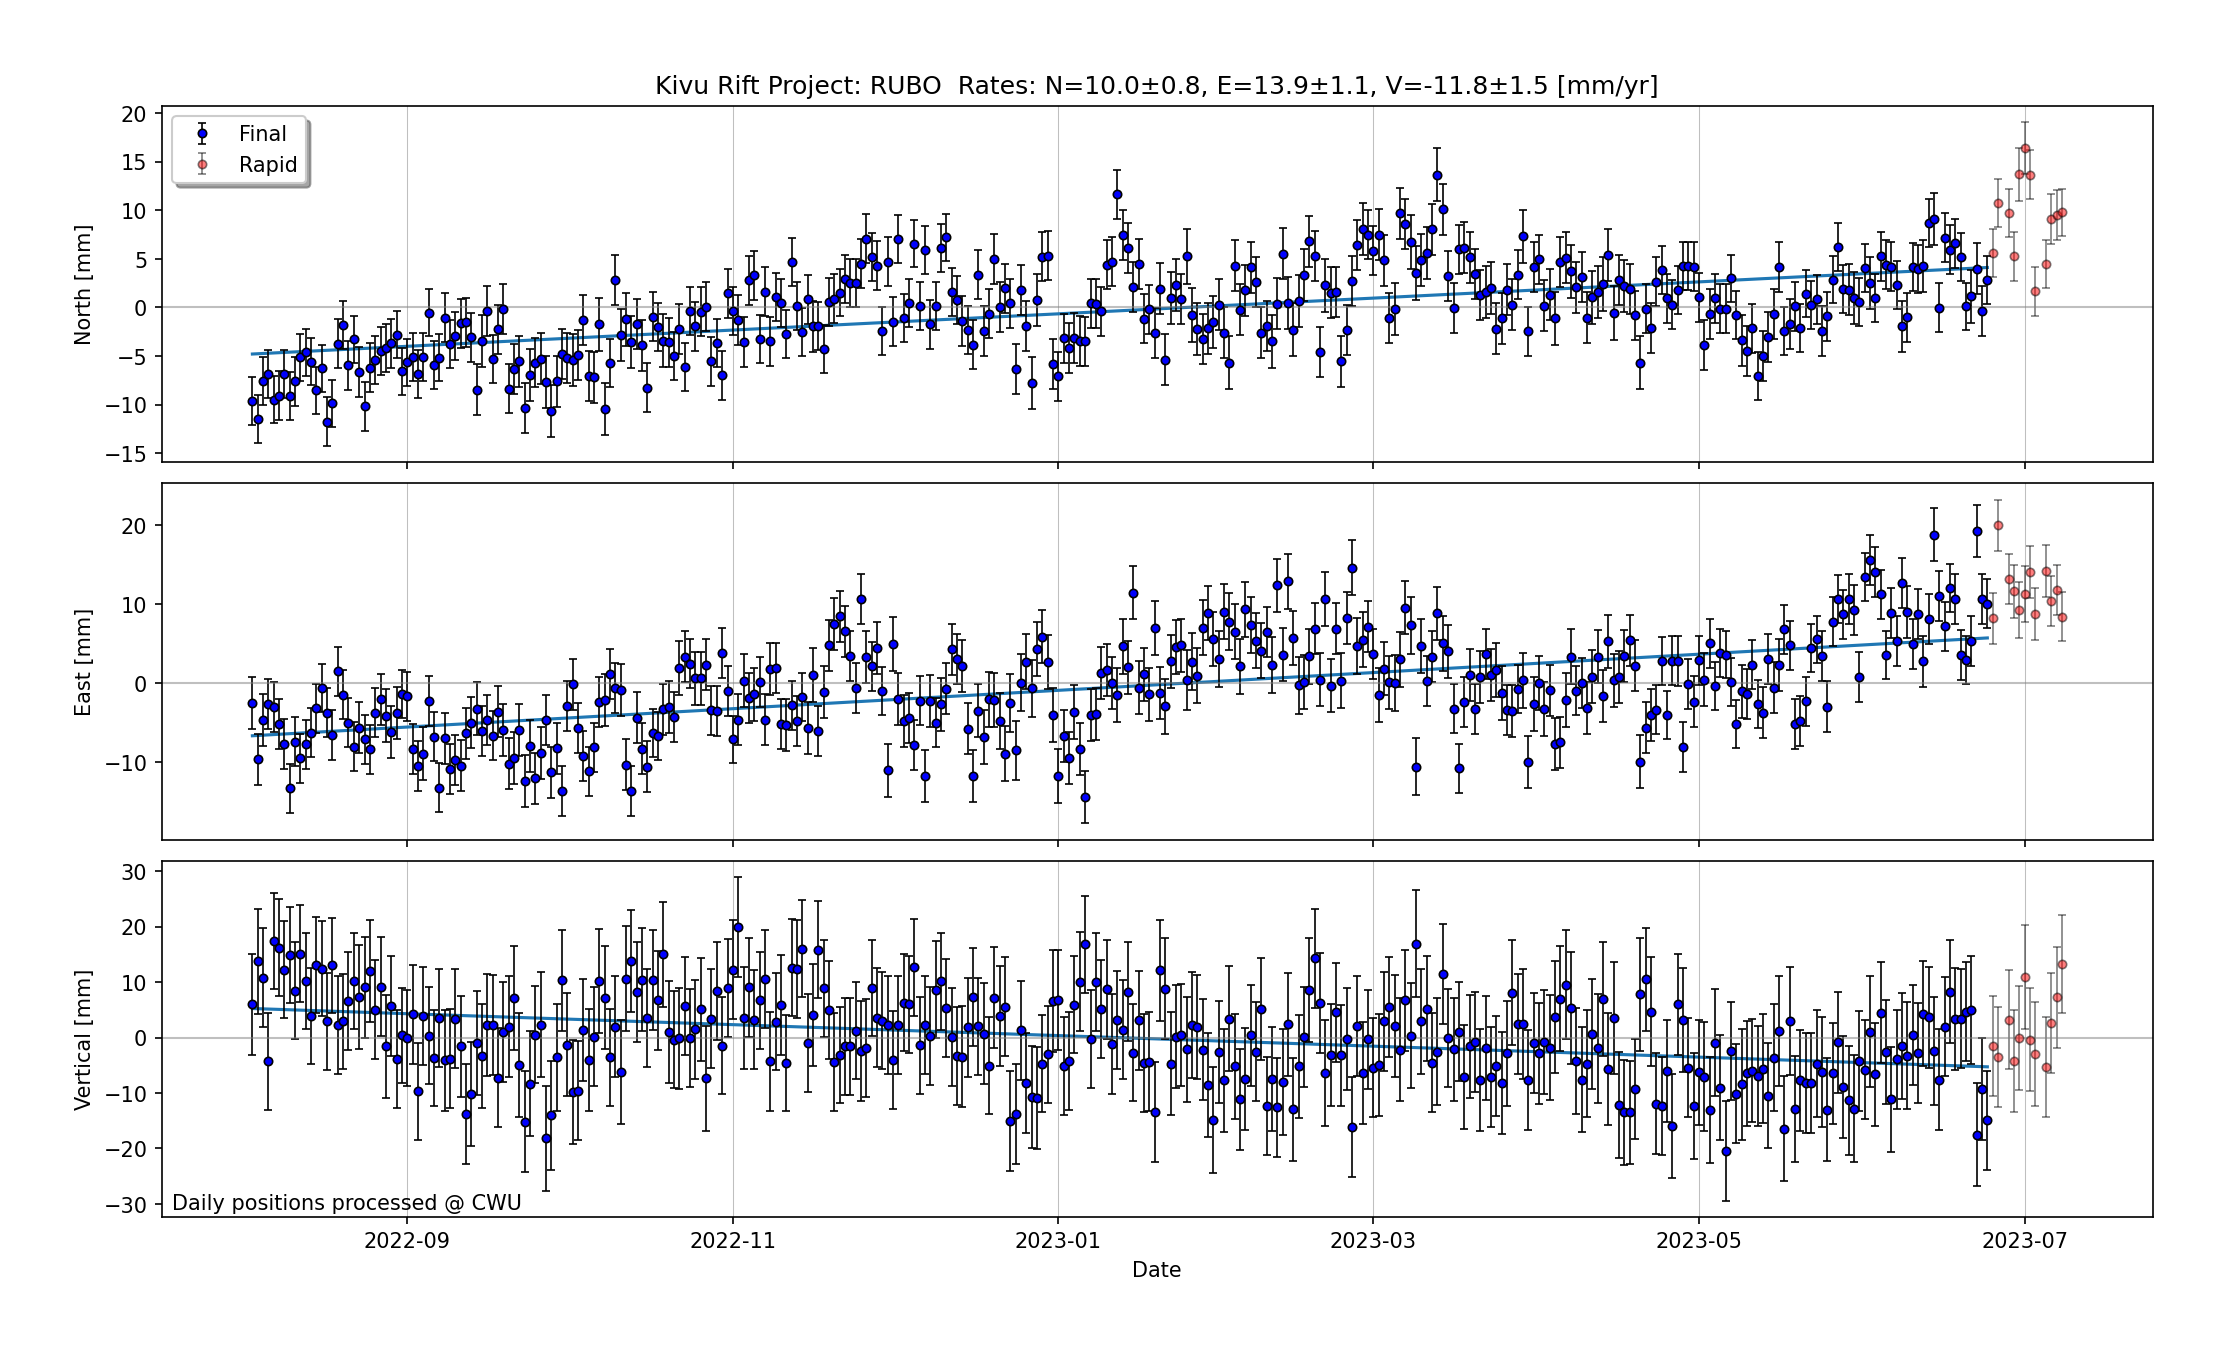 Kivu Rift Project: RUBO  Rates: N=10.0±0.8, E=13.9±1.1, V=-11.8±1.5 [mm/yr]
Final
Rapid
North [mm]
20
15
10
5
0
−5
−10
−15
East [mm]
20
10
0
−10
Vertical [mm]
30
20
10
0
−10
−20
−30
Daily positions processed @ CWU
2022-09 2022-11 2023-01 2023-03 2023-05 2023-07
Date